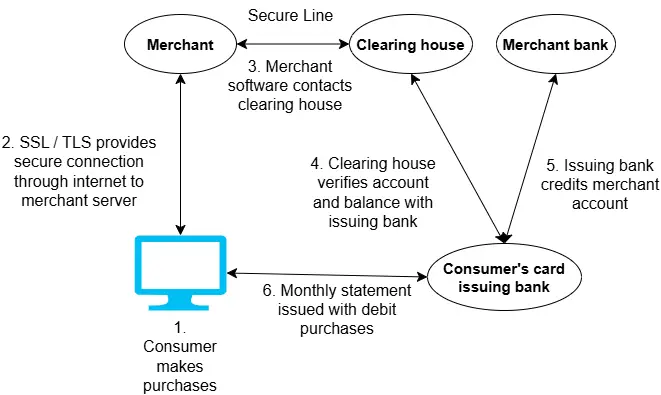 Secure Line
Merchant
Clearing house
Merchant bank
3. Merchant
software contacts
clearing house
2. SSL / TLS provides
secure connection
through internet to
merchant server
4. Clearing house
verifies account
and balance with
issuing bank
5. Issuing bank
credits merchant
account
Consumer's card
issuing bank
6. Monthly statement
issued with debit
purchases
1.
Consumer
makes
purchases